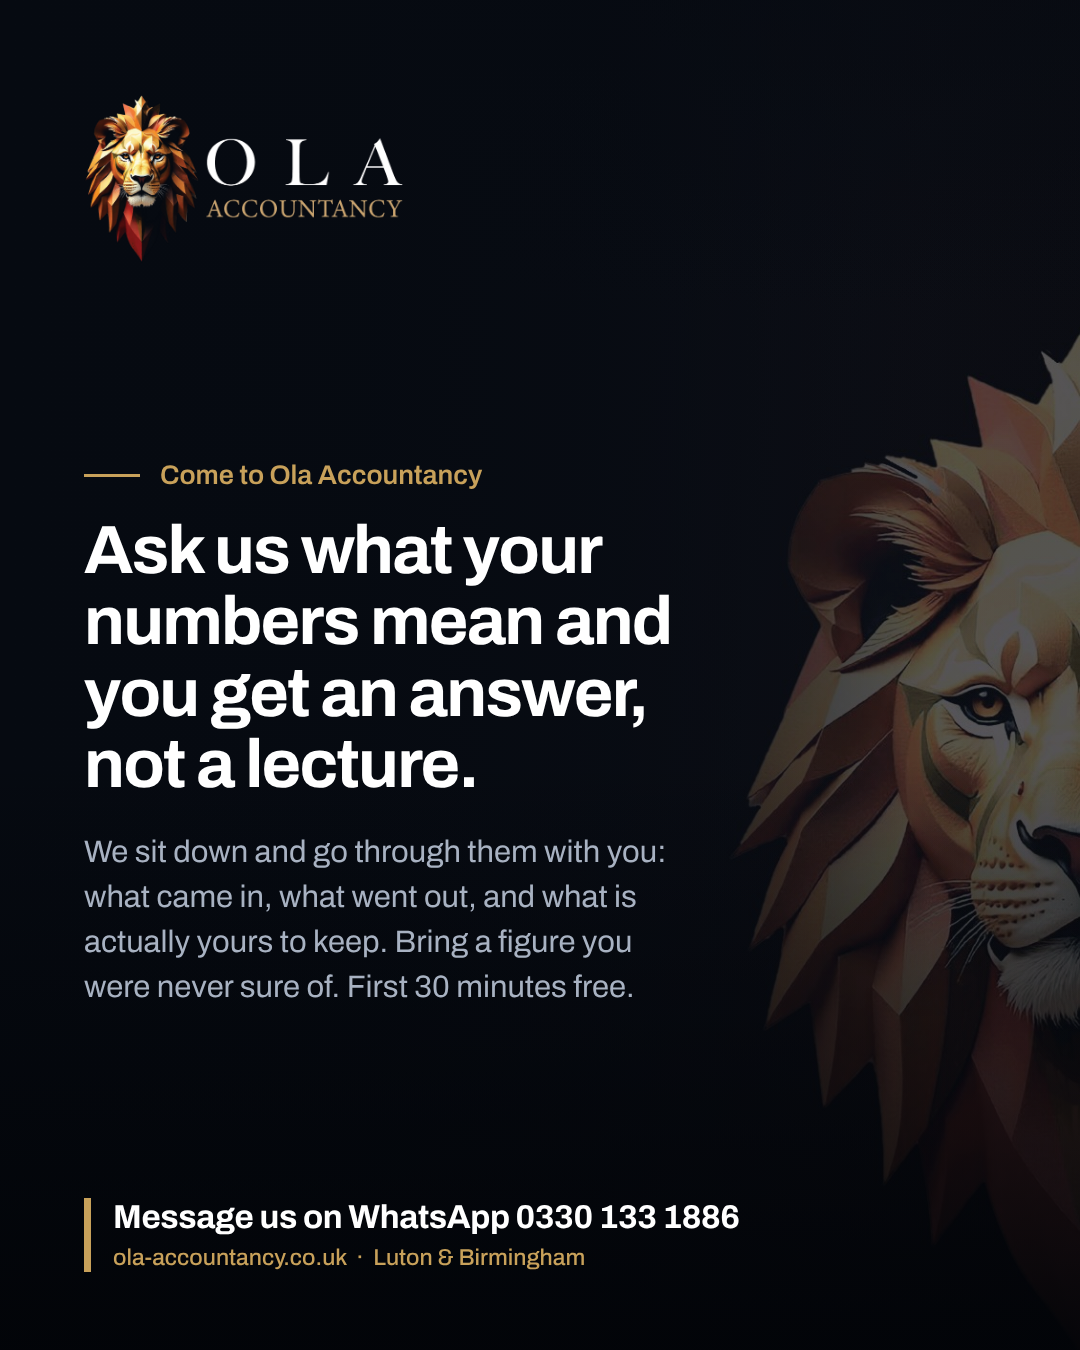 OLA
ACCOUNTANCY
Come to Ola Accountancy
Ask us what your
numbers mean and
you get an answer,
not a lecture.
We sit down and go through them with you:
what came in, what went out, and what is
actually yours to keep. Bring a figure you
were never sure of. First 30 minutes free.
Message us on WhatsApp 0330 133 1886
ola-accountancy.co.uk · Luton & Birmingham